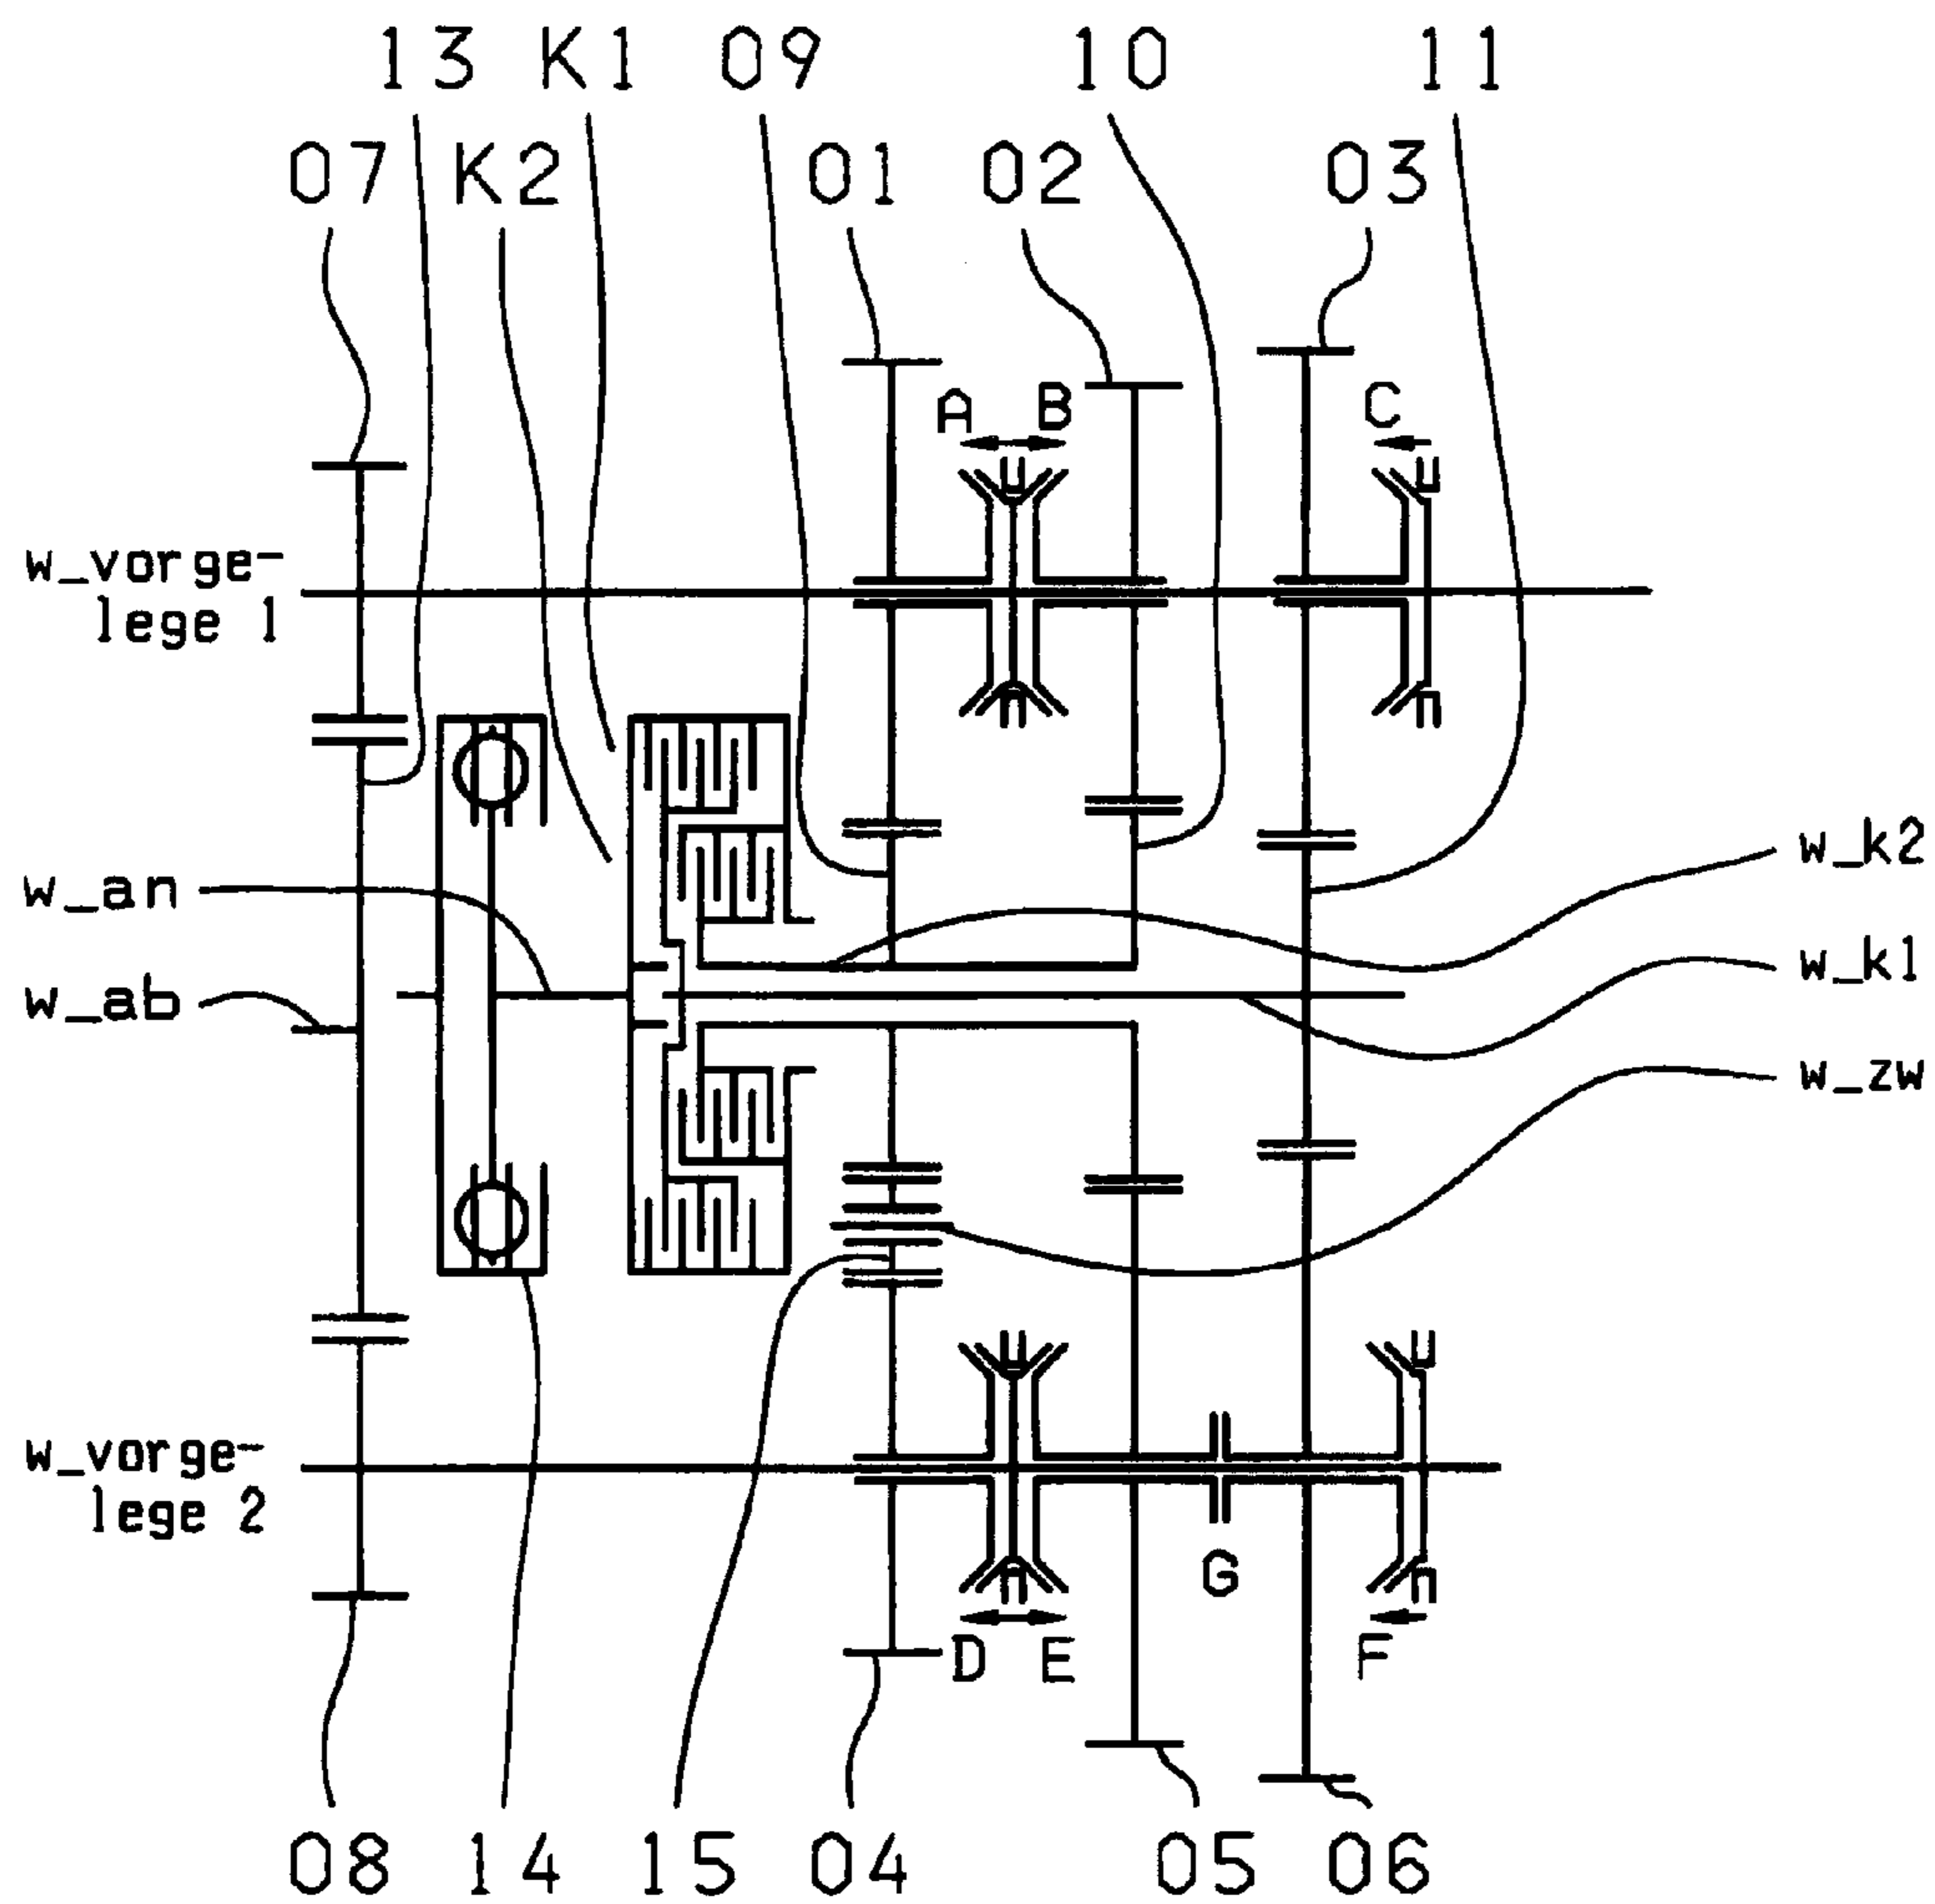 13 K1 09 10 11
07 K2 01 02 03
A B C
w_vorge-
lege 1
w_k2
w_an
w_k1
w_ab
w_zw
w_vorge-
lege 2
G
D E F
08 14 15 04 05 06